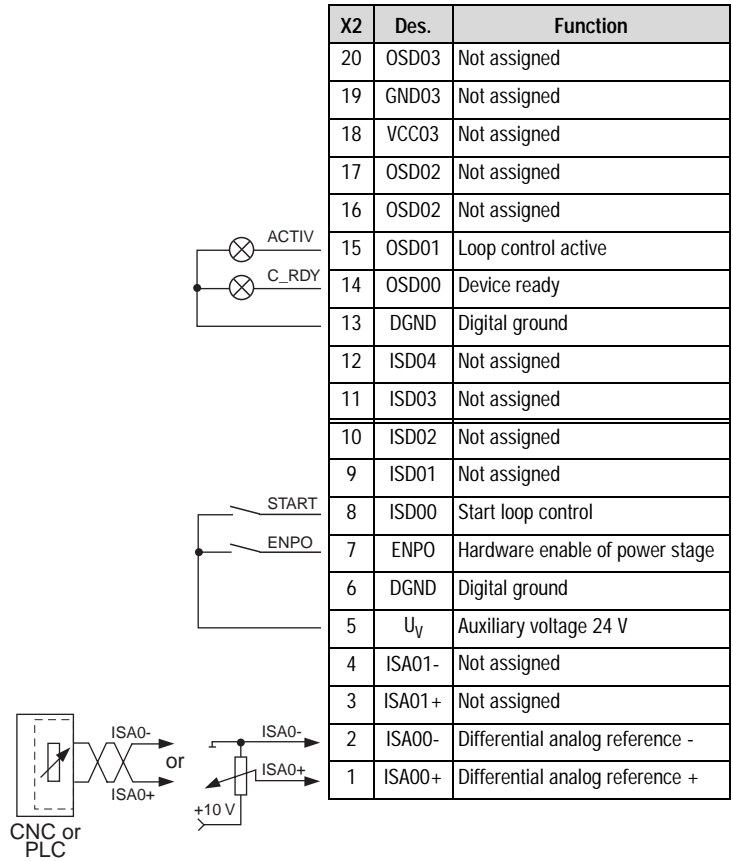 X2 Des. Function
20 OSD03 Not assigned
19 GND03 Not assigned
18 VCC03 Not assigned
17 OSD02 Not assigned
16 OSD02 Not assigned
ACTIV 15 OSD01 Loop control active
C_RDY 14 OSD00 Device ready
13 DGND Digital ground
12 ISD04 Not assigned
11 ISD03 Not assigned
10 ISD02 Not assigned
9 ISD01 Not assigned
START 8 ISD00 Start loop control
ENPO 7 ENPO Hardware enable of power stage
6 DGND Digital ground
5 UV Auxiliary voltage 24 V
4 ISA01- Not assigned
3 ISA01+ Not assigned
ISA0- or ISA0- 2 ISA00- Differential analog reference -
ISA0+ ISA0+ 1 ISA00+ Differential analog reference +
+10 V
CNC or
PLC